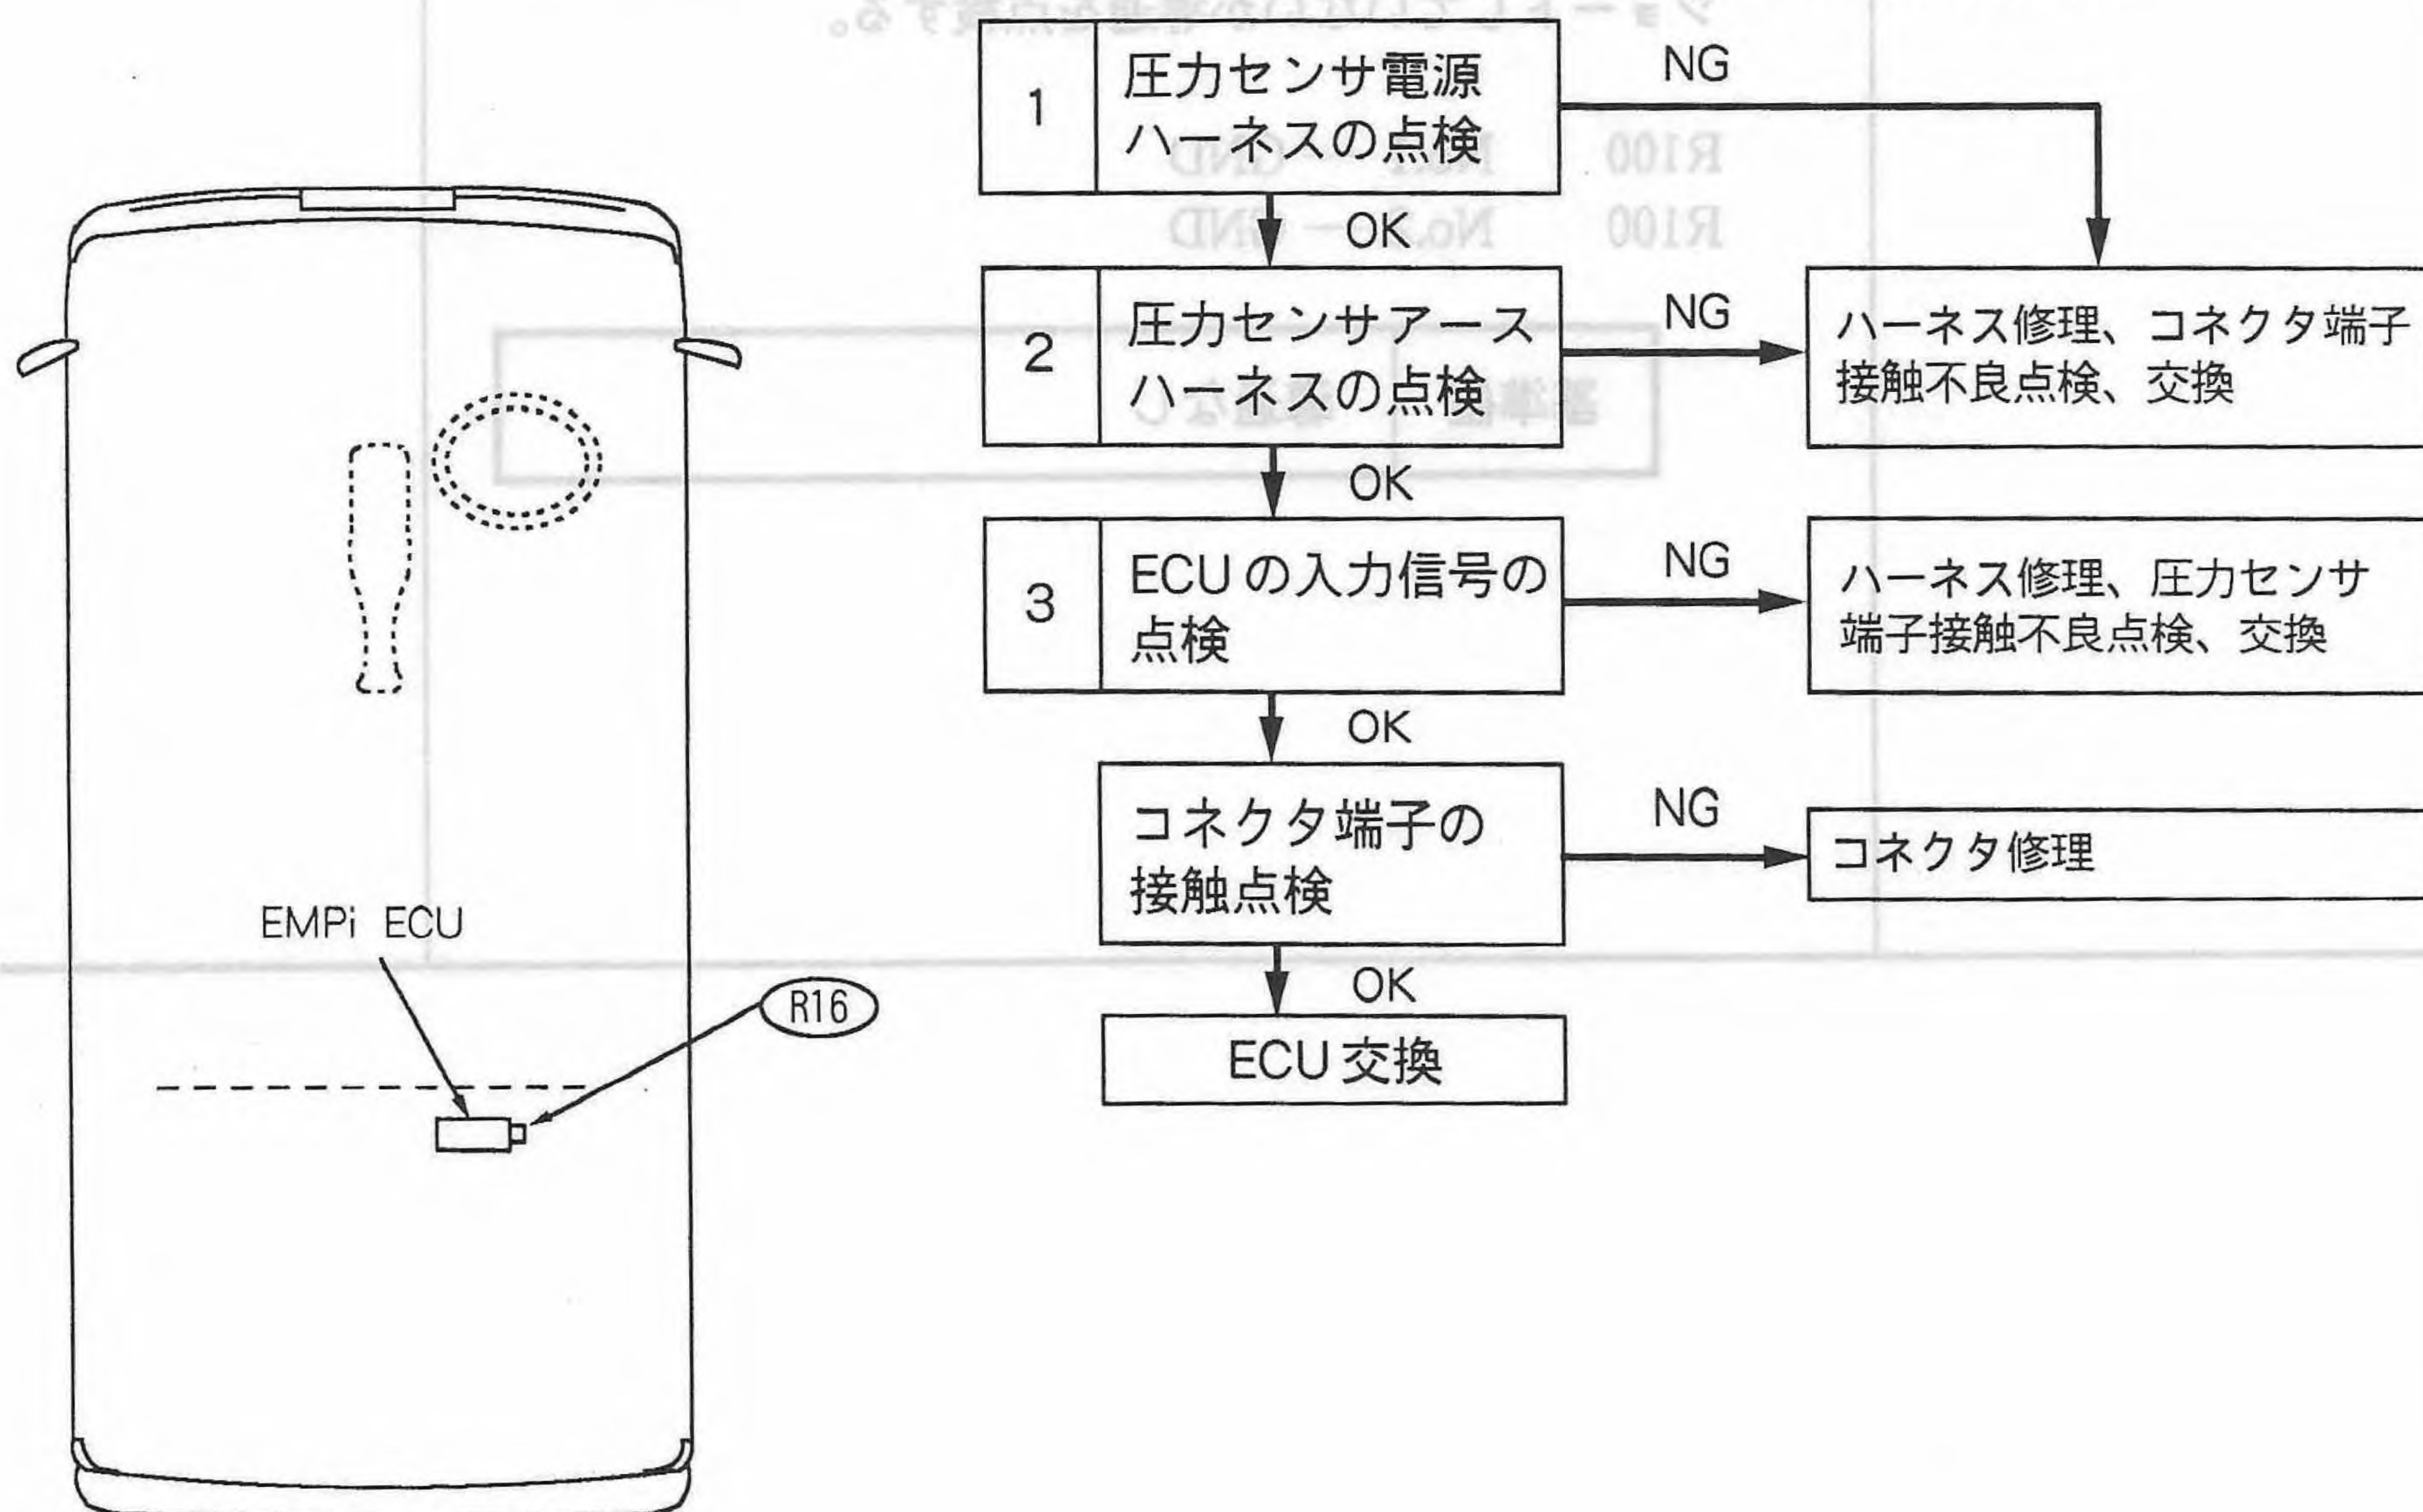 1
圧力センサ電源
ハーネスの点検
NG
OK
2
圧力センサアース
ハーネスの点検
NG
ハーネス修理、コネクタ端子
接触不良点検、交換
OK
3
ECUの入力信号の
点検
NG
ハーネス修理、圧力センサ
端子接触不良点検、交換
OK
コネクタ端子の
接触点検
NG
コネクタ修理
OK
ECU交換
EMPi ECU
R16